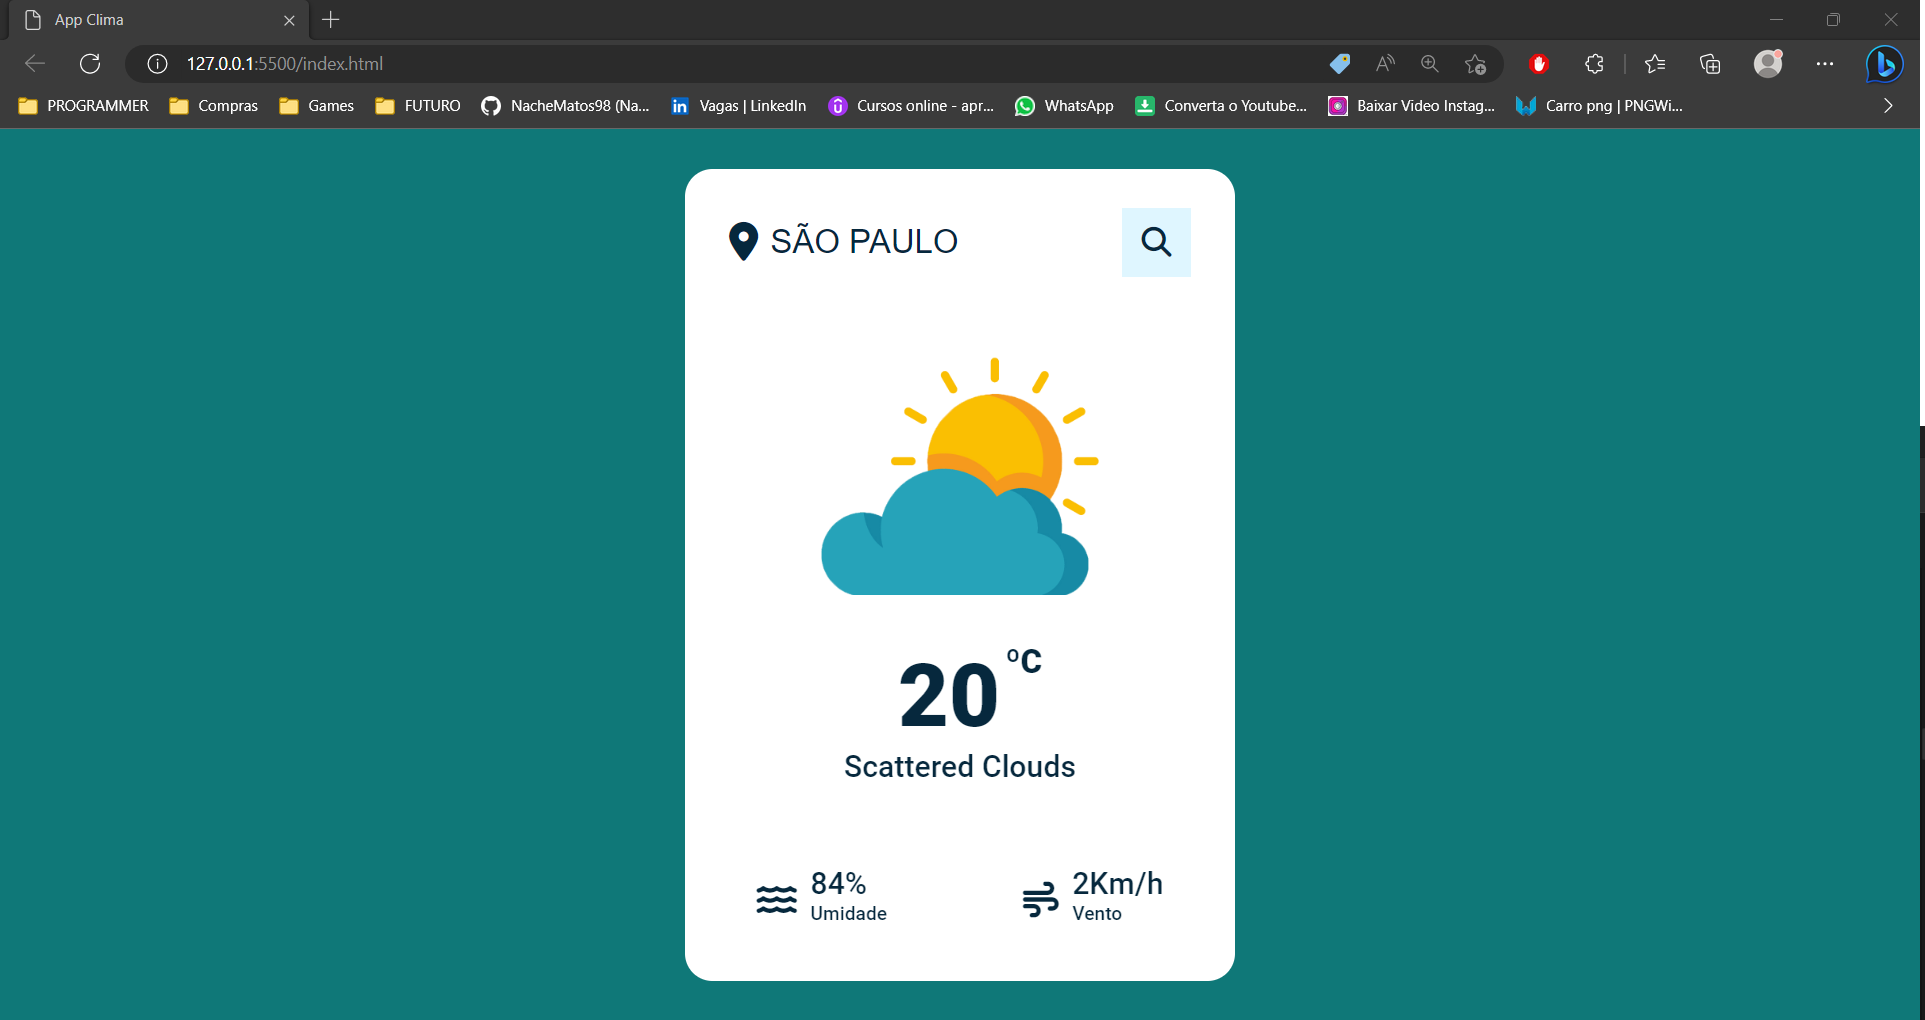 App Clima
127.0.0.1:5500/index.html
PROGRAMMER Compras Games FUTURO NacheMatos98 (Na... Vagas | LinkedIn Cursos online - apr... WhatsApp Converta o Youtube... Baixar Video Instag... Carro png | PNGWi...
SÃO PAULO
20 ºC
Scattered Clouds
84%
Umidade
2Km/h
Vento